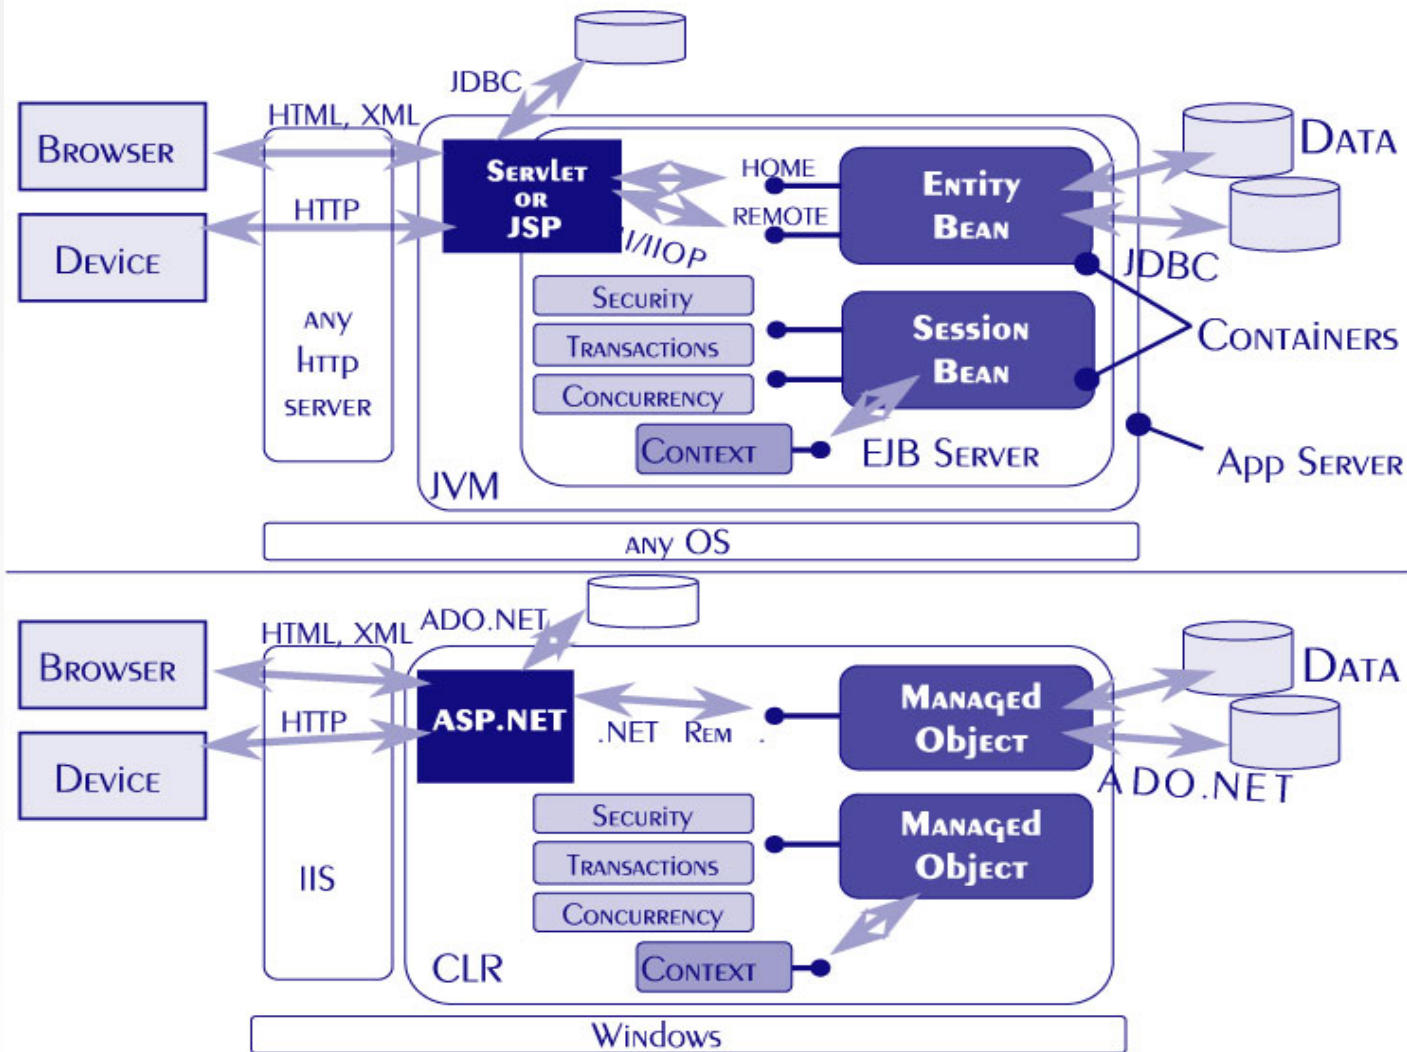 JDBC
HTML, XML
Browser
Servlet
or
JSP
HOME
Entity
Bean
Data
HTTP
REMOTE
Device
I/IIOP
JDBC
Security
any
http
server
Transactions
Session
Bean
Containers
Concurrency
Context
EJB Server
App Server
JVM
any OS
ADO.NET
HTML, XML
Browser
Managed
Object
Data
HTTP
ASP.NET
.NET Rem .
Device
ADO.NET
Security
Managed
Object
Transactions
IIS
Concurrency
CLR
Context
Windows